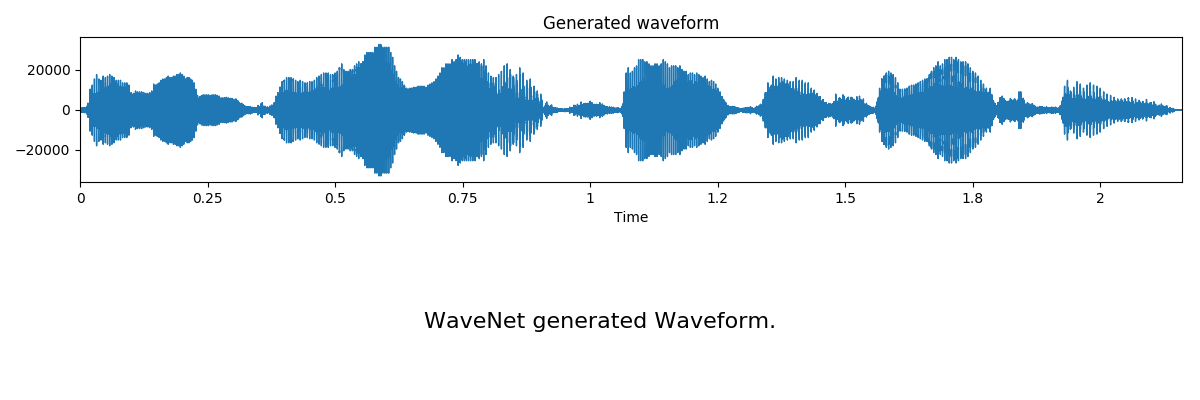 Generated waveform
20000
0
−20000
0 0.25 0.5 0.75 1 1.2 1.5 1.8 2
Time
WaveNet generated Waveform.